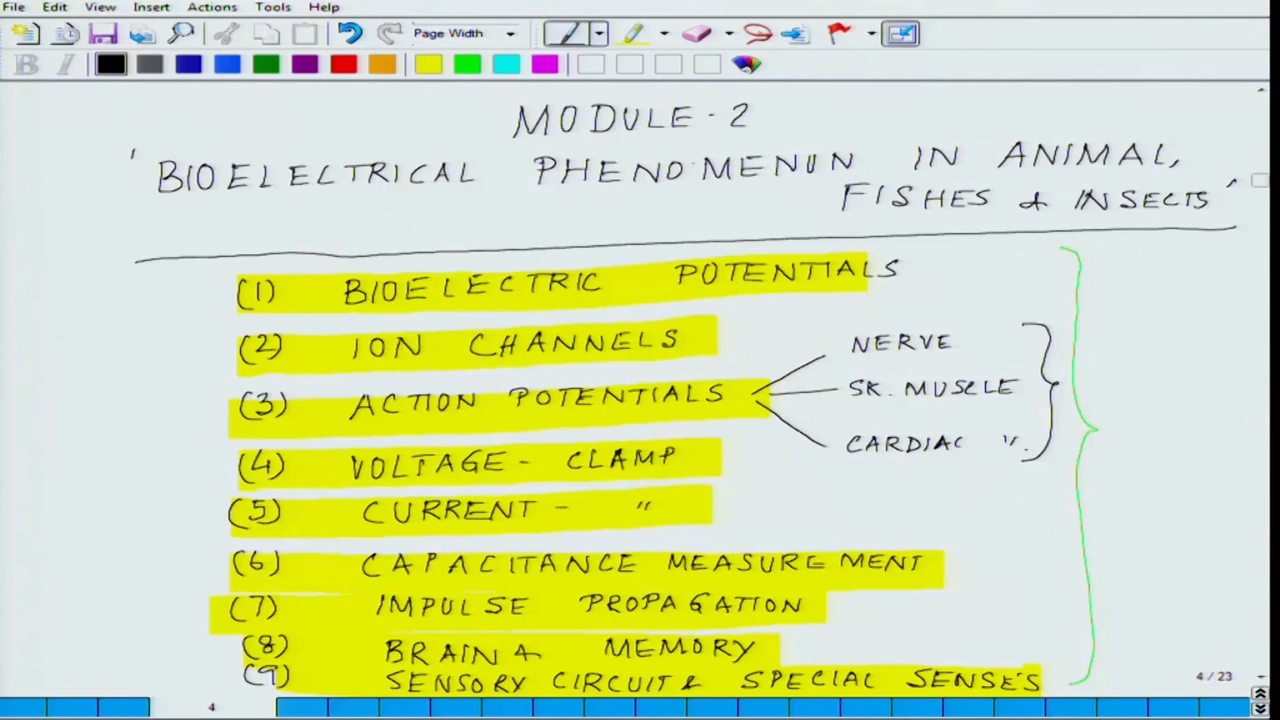 File Edit View Insert Actions Tools Help
Page Width
MODULE - 2
' BIOELECTRICAL PHENOMENON IN ANIMAL,
FISHES & INSECTS '
(1) BIOELECTRIC POTENTIALS
(2) ION CHANNELS
(3) ACTION POTENTIALS
NERVE
SK. MUSCLE
CARDIAC ".
(4) VOLTAGE - CLAMP
(5) CURRENT - "
(6) CAPACITANCE MEASUREMENT
(7) IMPULSE PROPAGATION
(8) BRAIN & MEMORY
(9) SENSORY CIRCUIT & SPECIAL SENSES
4 / 23
4